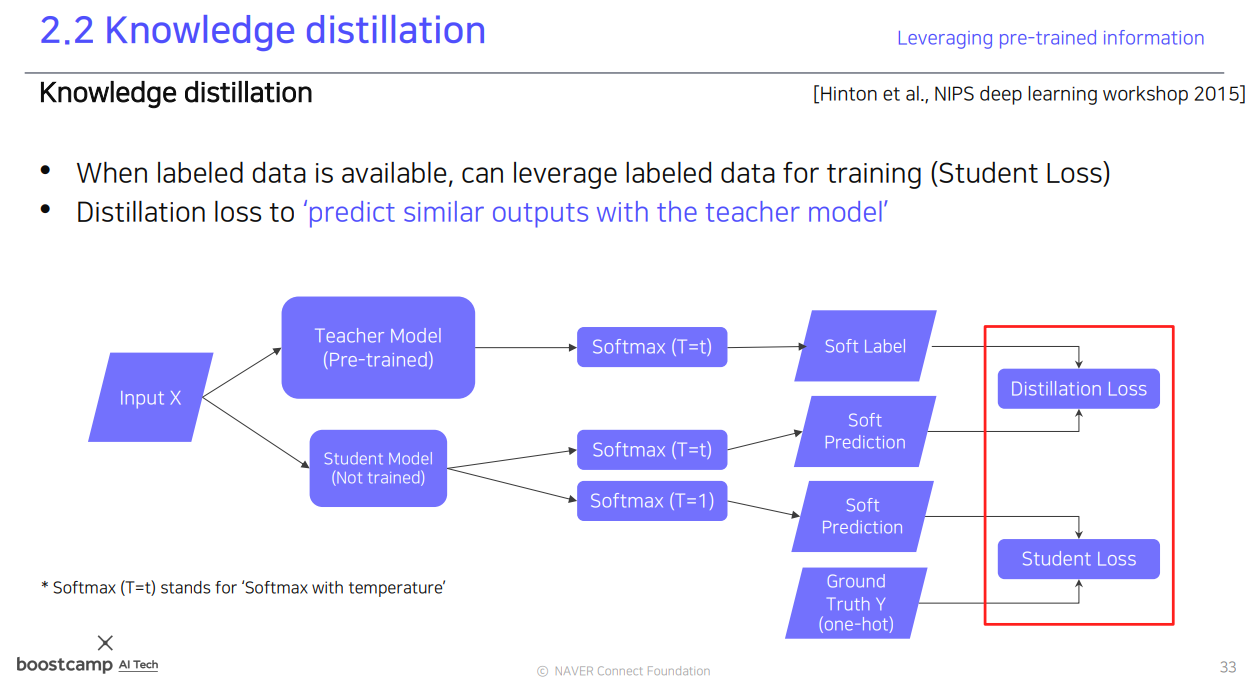 2.2 Knowledge distillation
Leveraging pre-trained information
Knowledge distillation
[Hinton et al., NIPS deep learning workshop 2015]
• When labeled data is available, can leverage labeled data for training (Student Loss)
• Distillation loss to ‘predict similar outputs with the teacher model’
Input X
Teacher Model
(Pre-trained)
Softmax (T=t)
Soft Label
Distillation Loss
Student Model
(Not trained)
Softmax (T=t)
Soft
Prediction
Softmax (T=1)
Soft
Prediction
Student Loss
Ground
Truth Y
(one-hot)
* Softmax (T=t) stands for ‘Softmax with temperature’
boostcamp AI Tech
© NAVER Connect Foundation
33